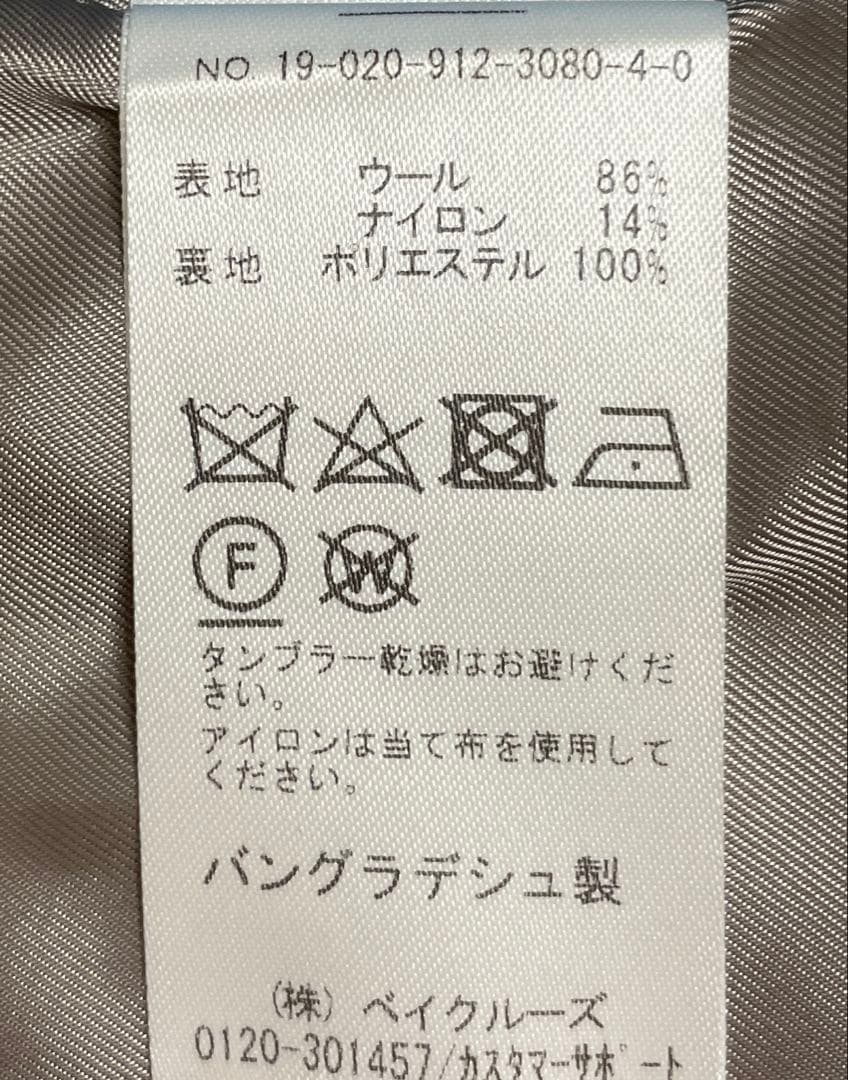 NO. 19-020-912-3080-4-0
表地 ウール 86%
ナイロン 14%
裏地 ポリエステル 100%
F W
タンブラー乾燥はお避けくだ
さい。
アイロンは当て布を使用して
ください。
バングラデシュ製
(株) ベイクルーズ
0120-301457/カスタマーサポート